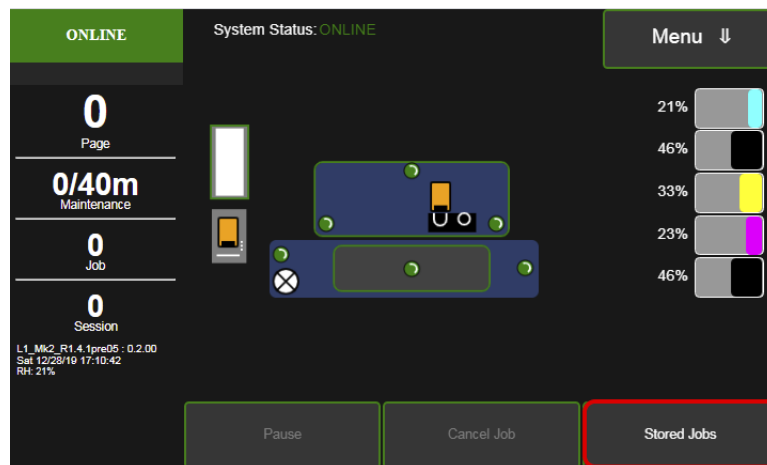 ONLINE
System Status: ONLINE
Menu ⇓
0
Page
0/40m
Maintenance
0
Job
0
Session
L1_Mk2_R1.4.1pre05 : 0.2.00
Sat 12/28/19 17:10:42
RH: 21%
21%
46%
33%
23%
46%
Pause
Cancel Job
Stored Jobs